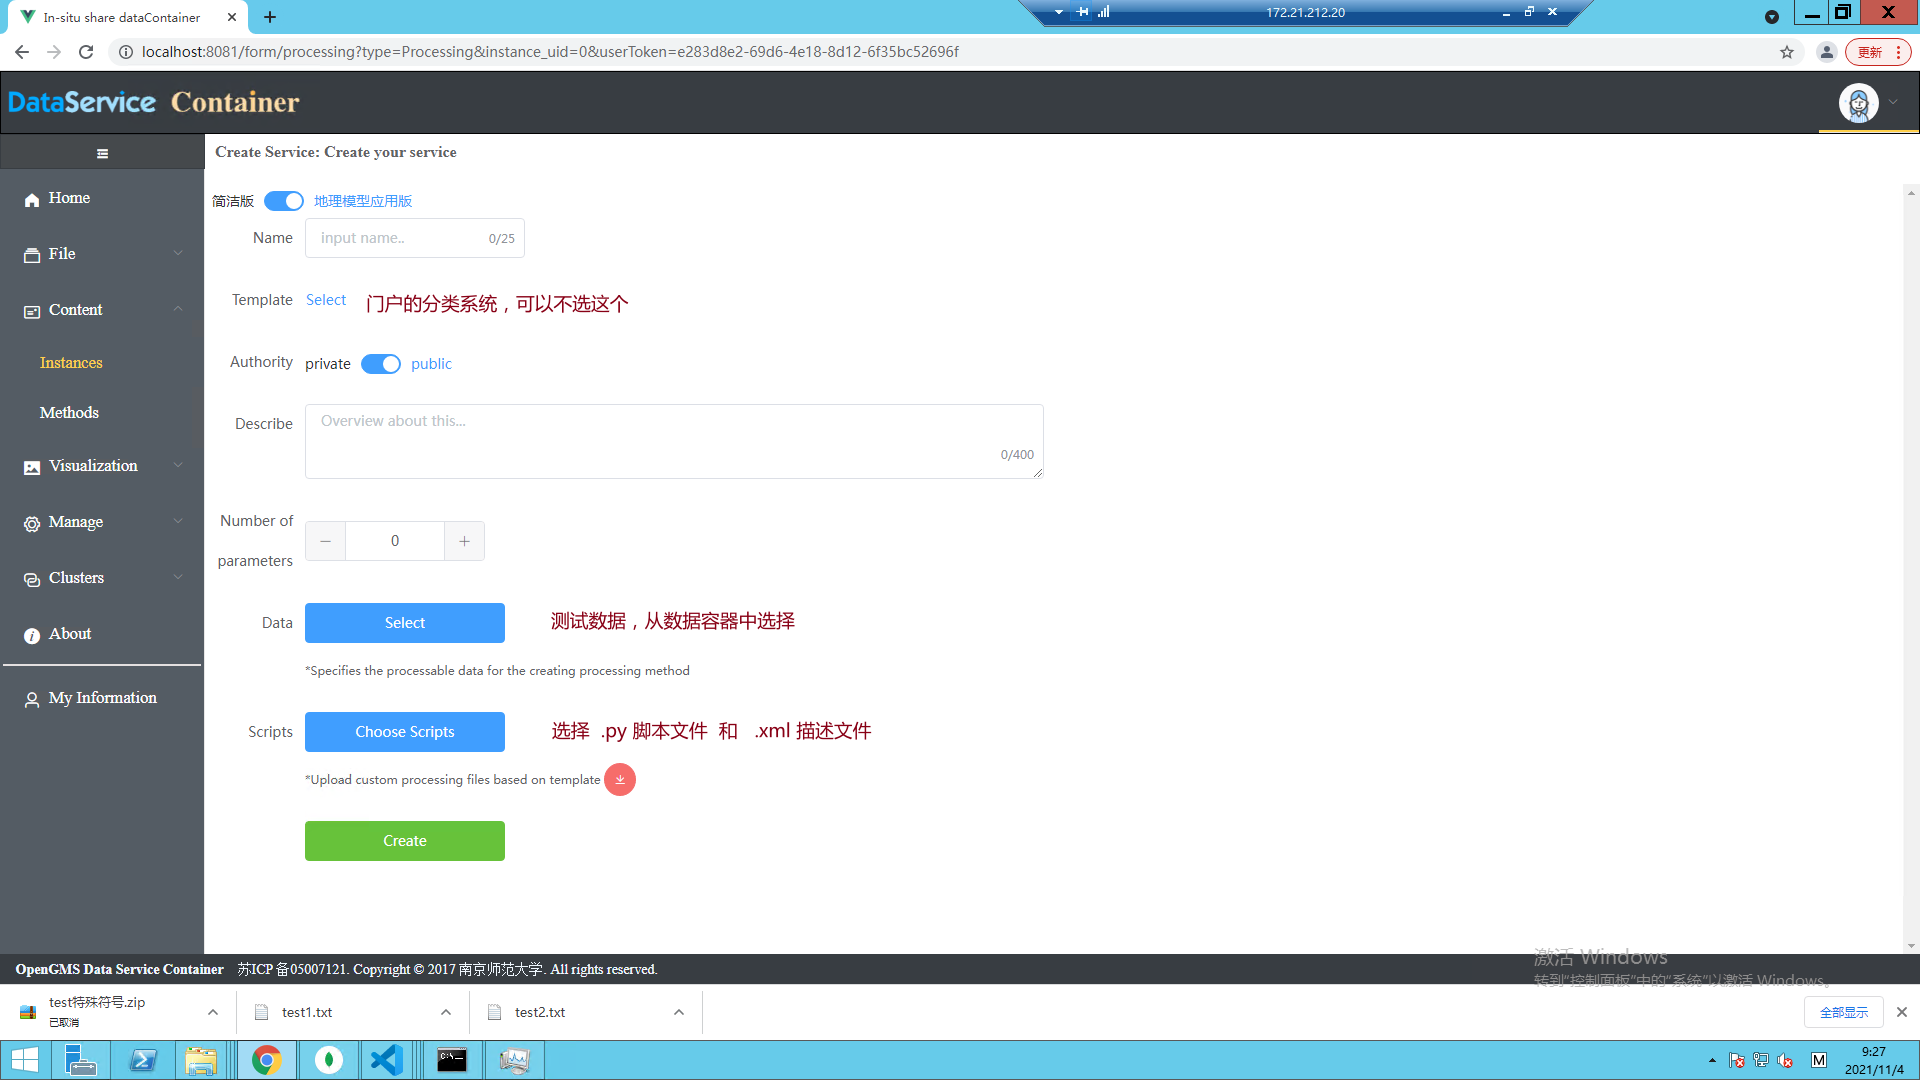 In-situ share dataContainer
172.21.212.20
localhost:8081/form/processing?type=Processing&instance_uid=0&userToken=e283d8e2-69d6-4e18-8d12-6f35bc52696f
更新
DataService Container
Create Service: Create your service
简洁版 地理模型应用版
Home
Name input name.. 0/25
File
Template Select 门户的分类系统，可以不选这个
Content
Authority private public
Instances
Methods
Describe Overview about this... 0/400
Visualization
Manage
Number of parameters 0
Clusters
Data Select 测试数据，从数据容器中选择
About
*Specifies the processable data for the creating processing method
My Information
Scripts Choose Scripts 选择 .py 脚本文件 和 .xml 描述文件
*Upload custom processing files based on template
Create
激活 Windows
转到"控制面板"中的"系统"以激活 Windows。
OpenGMS Data Service Container 苏ICP 备05007121. Copyright © 2017 南京师范大学. All rights reserved.
test特殊符号.zip
已取消
test1.txt
test2.txt
全部显示
C:\_
M
9:27
2021/11/4